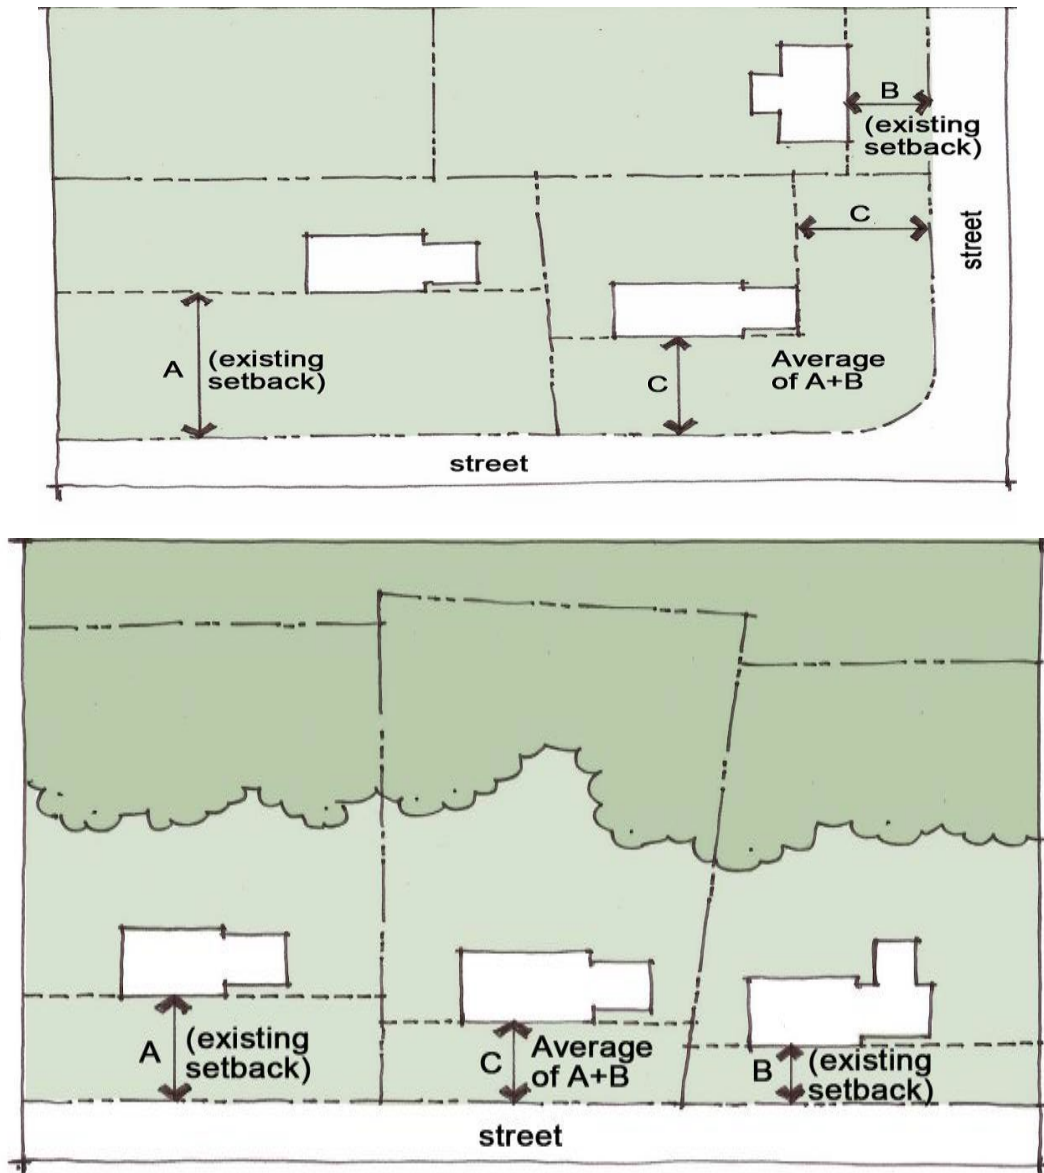 B
(existing
setback)
C
street
A
(existing
setback)
C
Average
of A+B
street
A
(existing
setback)
C
Average
of A+B
B
(existing
setback)
street